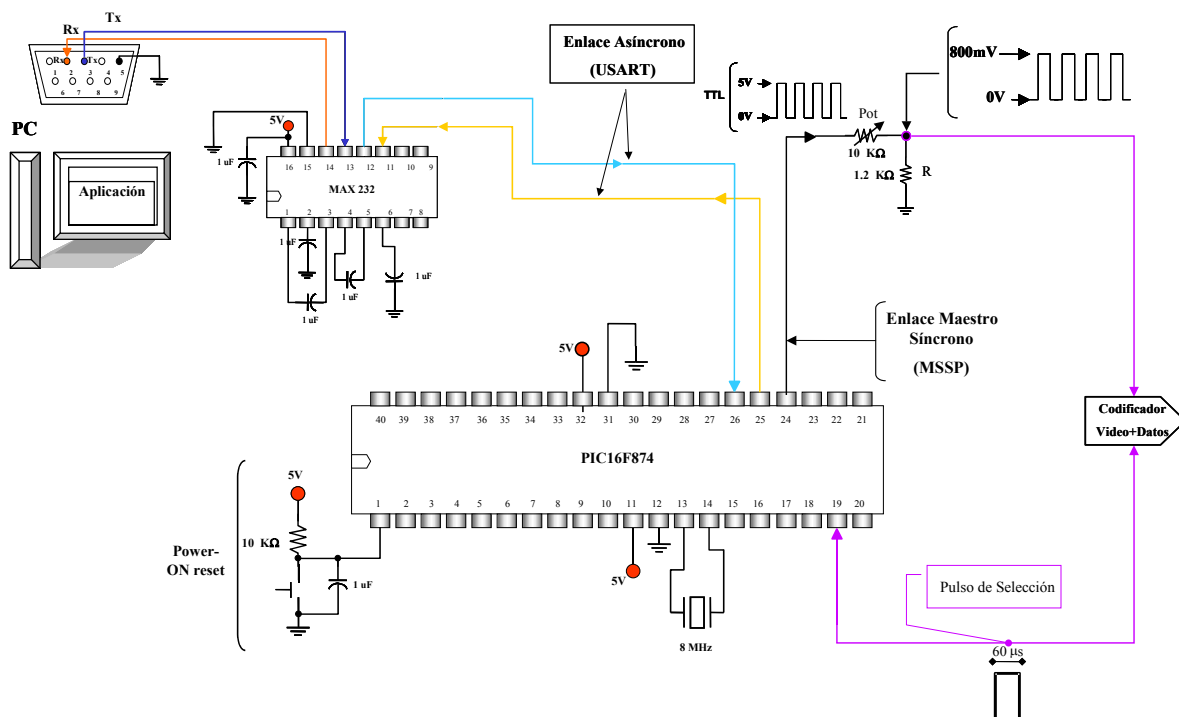 Tx
Rx
Rx Tx
1 2 3 4 5
6 7 8 9
PC
Aplicación
5V
1 uF
16 15 14 13 12 11 10 9
MAX 232
1 2 3 4 5 6 7 8
1 uF
1 uF
1 uF
1 uF
Enlace Asíncrono
(USART)
TTL
5V
0V
800mV
0V
Pot
10 KΩ
1.2 KΩ
R
Enlace Maestro
Síncrono
(MSSP)
Codificador
Video+Datos
5V
40 39 38 37 36 35 34 33 32 31 30 29 28 27 26 25 24 23 22 21
PIC16F874
1 2 3 4 5 6 7 8 9 10 11 12 13 14 15 16 17 18 19 20
5V
10 KΩ
Power-
ON reset
1 uF
5V
8 MHz
Pulso de Selección
60 µs